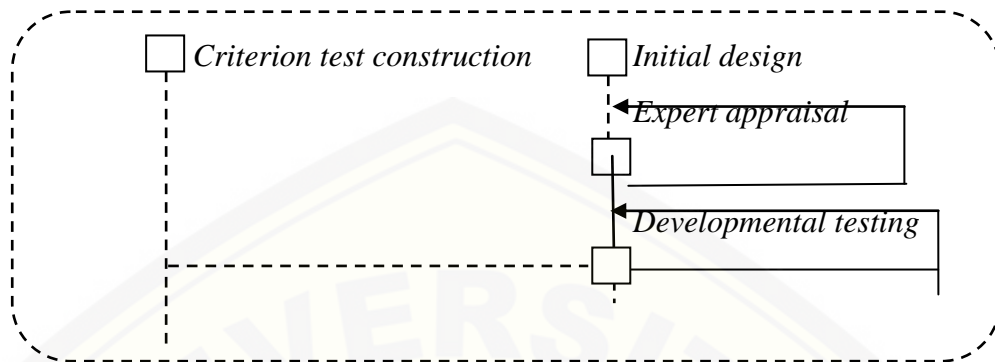 Criterion test construction
Initial design
Expert appraisal
Developmental testing